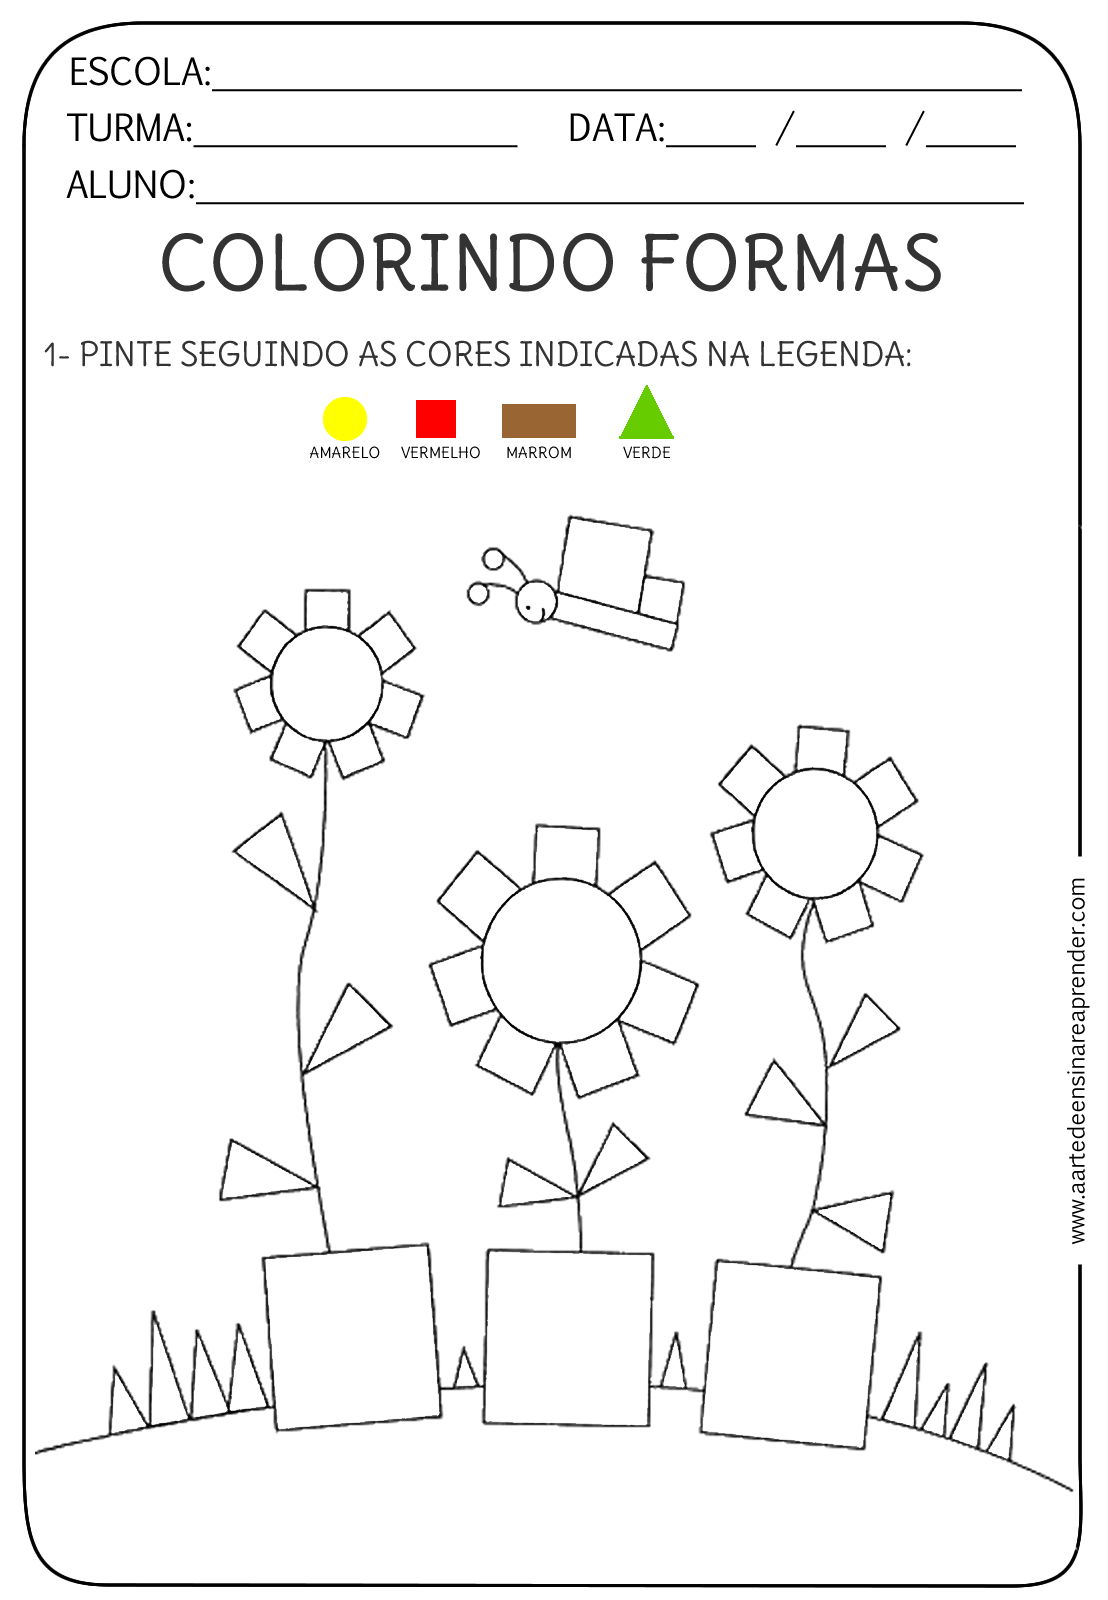 ESCOLA:
TURMA: DATA: / /
ALUNO:
COLORINDO FORMAS
1- PINTE SEGUINDO AS CORES INDICADAS NA LEGENDA:
AMARELO VERMELHO MARROM VERDE
www.aartedeensinareaprender.com